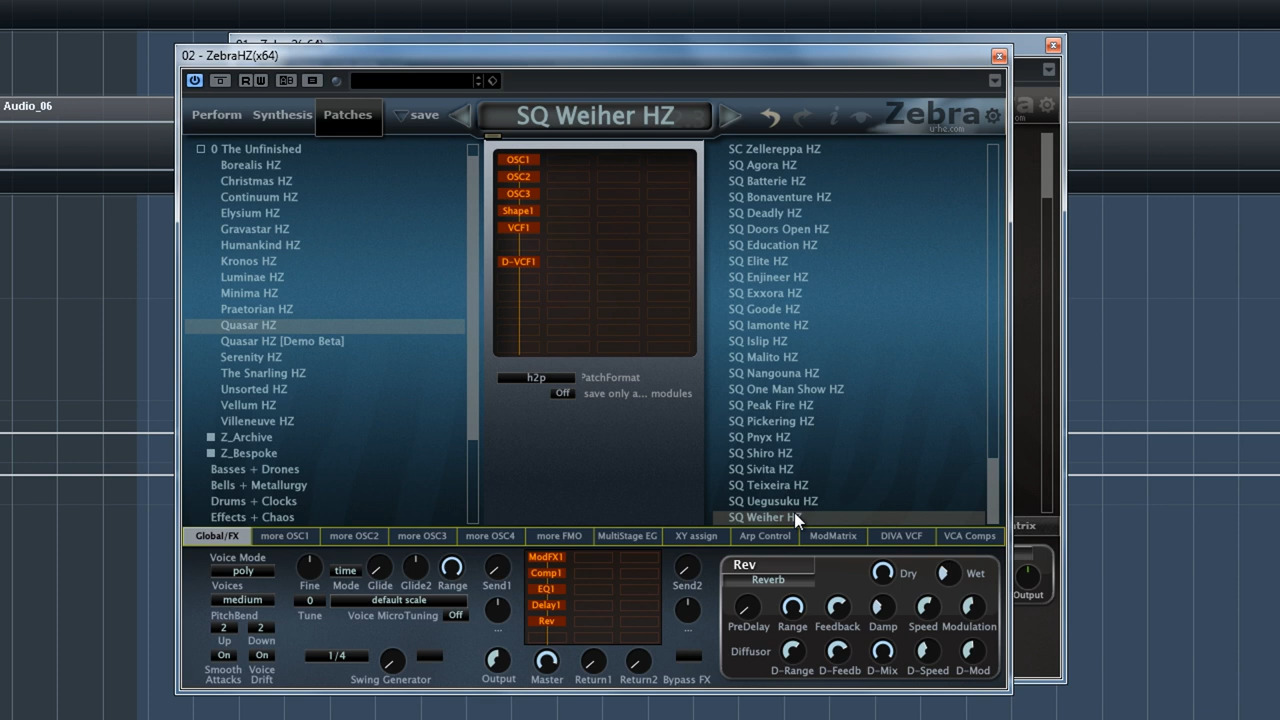 02 - ZebraHZ(x64)
Audio_06
R W
Perform Synthesis Patches save SQ Weiher HZ Zebra
u-he.com
0 The Unfinished
Borealis HZ
Christmas HZ
Continuum HZ
Elysium HZ
Gravastar HZ
Humankind HZ
Kronos HZ
Luminae HZ
Minima HZ
Praetorian HZ
Quasar HZ
Quasar HZ [Demo Beta]
Serenity HZ
The Snarling HZ
Unsorted HZ
Vellum HZ
Villeneuve HZ
Z_Archive
Z_Bespoke
Basses + Drones
Bells + Metallurgy
Drums + Clocks
Effects + Chaos
OSC1
OSC2
OSC3
Shape1
VCF1
D-VCF1
h2p PatchFormat
Off save only a... modules
SC Zellereppa HZ
SQ Agora HZ
SQ Batterie HZ
SQ Bonaventure HZ
SQ Deadly HZ
SQ Doors Open HZ
SQ Education HZ
SQ Elite HZ
SQ Enjineer HZ
SQ Exxora HZ
SQ Goode HZ
SQ Iamonte HZ
SQ Islip HZ
SQ Malito HZ
SQ Nangouna HZ
SQ One Man Show HZ
SQ Peak Fire HZ
SQ Pickering HZ
SQ Pnyx HZ
SQ Shiro HZ
SQ Sivita HZ
SQ Teixeira HZ
SQ Uegusuku HZ
SQ Weiher HZ
Global/FX more OSC1 more OSC2 more OSC3 more OSC4 more FMO MultiStage EG XY assign Arp Control ModMatrix DIVA VCF VCA Comps
Voice Mode
poly
Voices
medium
PitchBend
2 2
Up Down
On On
Smooth Voice
Attacks Drift
time
Fine Mode Glide Glide2 Range
0 default scale
Tune Voice MicroTuning Off
1/4
Swing Generator
Send1
...
Output
ModFX1
Comp1
EQ1
Delay1
Rev
Master Return1 Return2 Bypass FX
Send2
...
Rev
Reverb
Dry Wet
PreDelay Range Feedback Damp Speed Modulation
Diffusor
D-Range D-Feedb D-Mix D-Speed D-Mod
Output